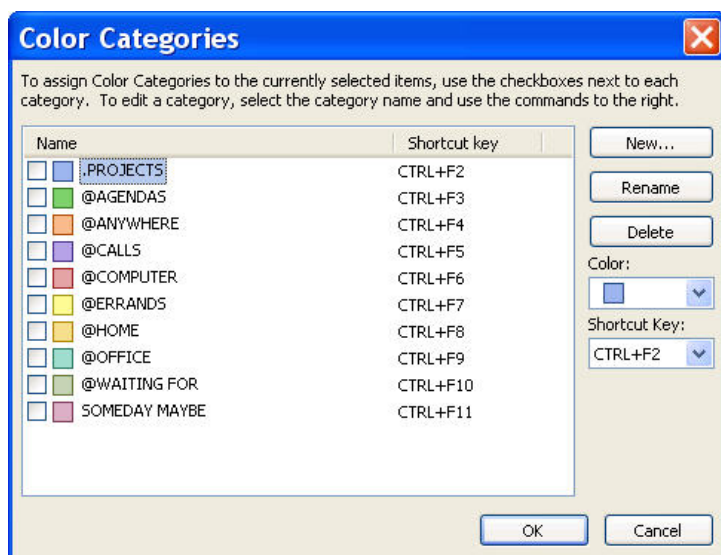 Color Categories
To assign Color Categories to the currently selected items, use the checkboxes next to each
category. To edit a category, select the category name and use the commands to the right.
Name Shortcut key
.PROJECTS CTRL+F2
@AGENDAS CTRL+F3
@ANYWHERE CTRL+F4
@CALLS CTRL+F5
@COMPUTER CTRL+F6
@ERRANDS CTRL+F7
@HOME CTRL+F8
@OFFICE CTRL+F9
@WAITING FOR CTRL+F10
SOMEDAY MAYBE CTRL+F11
New...
Rename
Delete
Color:
Shortcut Key:
CTRL+F2
OK Cancel